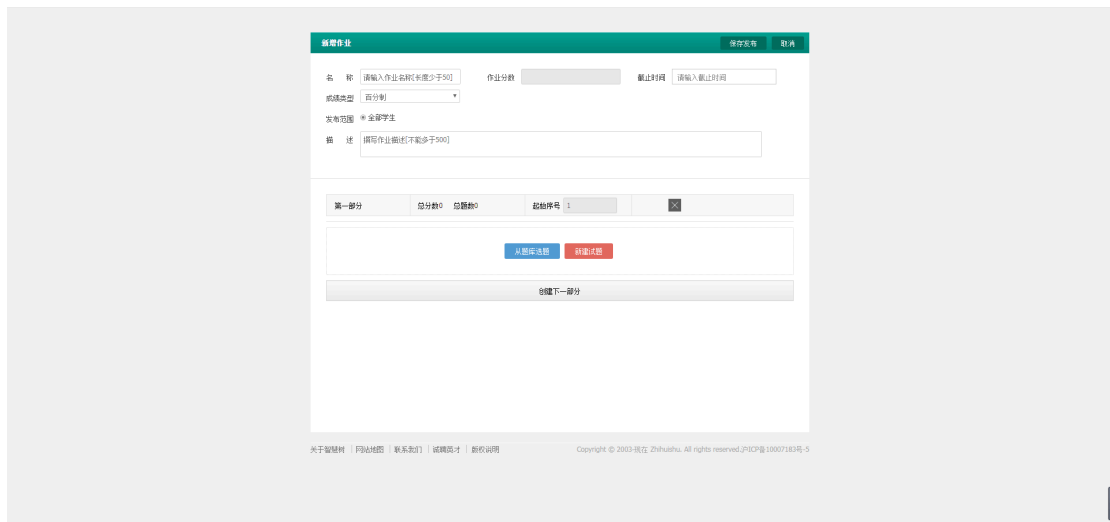 新增作业 保存发布 取消
名 称 请输入作业名称[长度少于50] 作业分数 截止时间 请输入截止时间
成绩类型 百分制
发布范围 全部学生
描 述 撰写作业描述[不能多于500]
第一部分 总分数0 总题数0 起始序号 1
从题库选题 新建试题
创建下一部分
关于智慧树 网站地图 联系我们 诚聘英才 版权说明 Copyright © 2003-现在 Zhihuishu. All rights reserved.沪ICP备10007183号-5